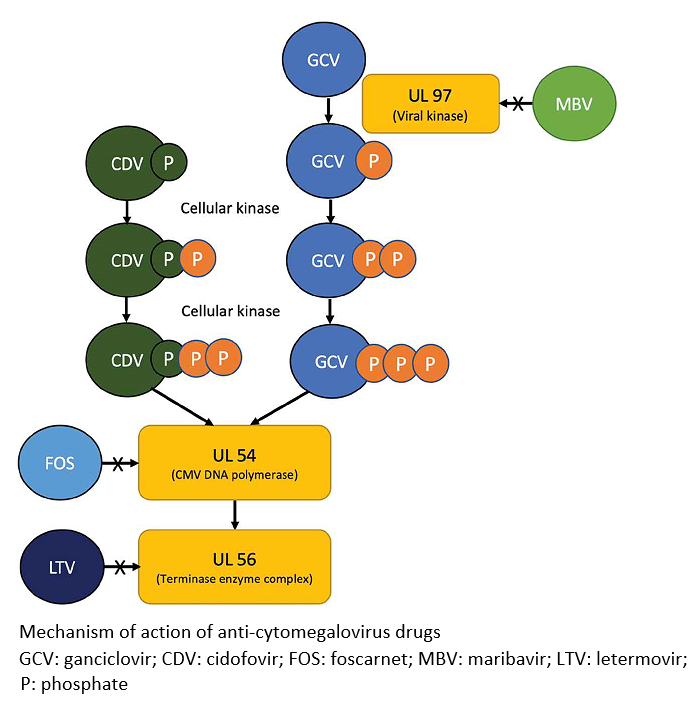 GCV
UL 97
(Viral kinase)
MBV
CDV P
GCV P
Cellular kinase
CDV P P
GCV P P
Cellular kinase
CDV P P P
GCV P P P
FOS
UL 54
(CMV DNA polymerase)
LTV
UL 56
(Terminase enzyme complex)
Mechanism of action of anti-cytomegalovirus drugs
GCV: ganciclovir; CDV: cidofovir; FOS: foscarnet; MBV: maribavir; LTV: letermovir;
P: phosphate